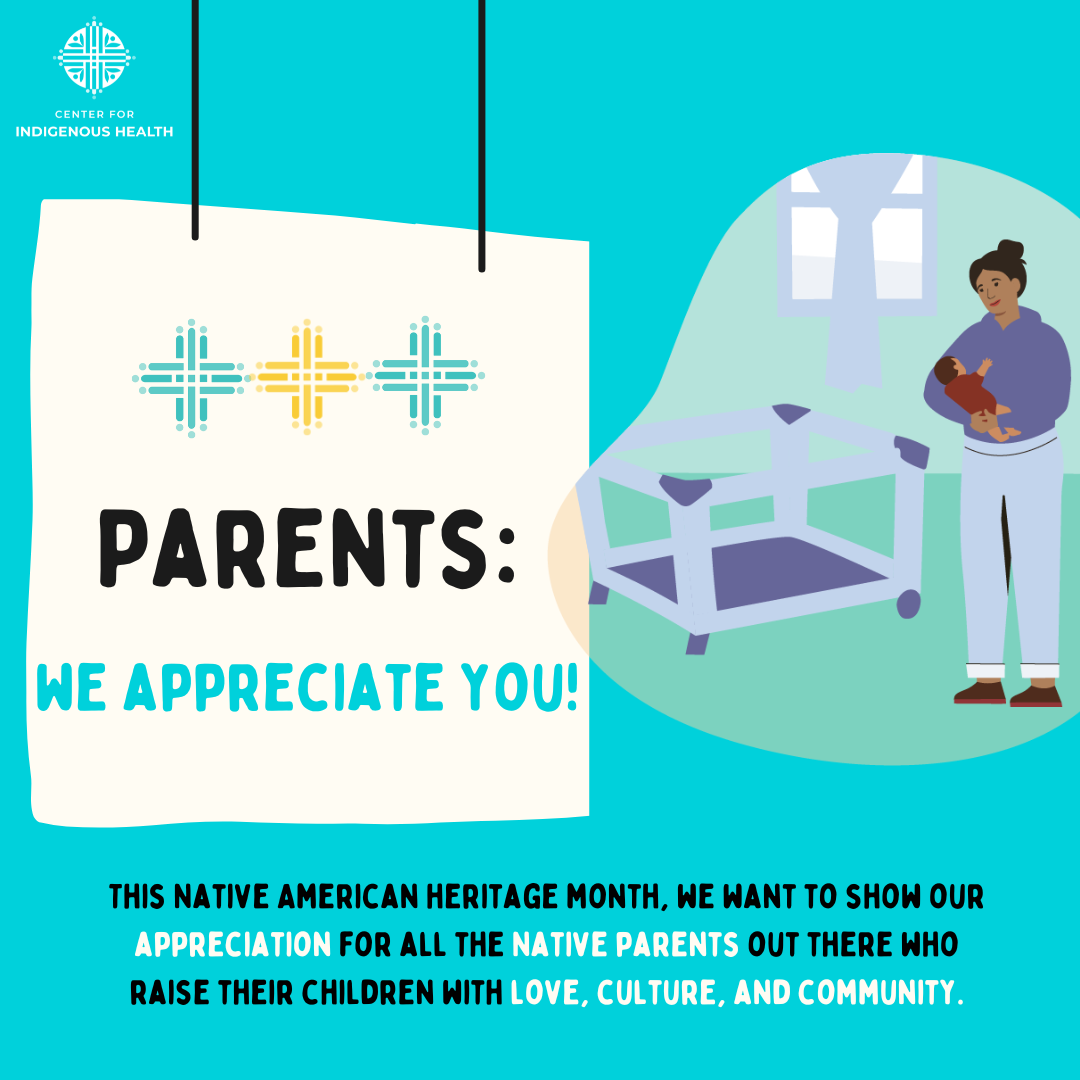 CENTER FOR
INDIGENOUS HEALTH
PARENTS:
WE APPRECIATE YOU!
THIS NATIVE AMERICAN HERITAGE MONTH, WE WANT TO SHOW OUR
APPRECIATION FOR ALL THE NATIVE PARENTS OUT THERE WHO
RAISE THEIR CHILDREN WITH LOVE, CULTURE, AND COMMUNITY.